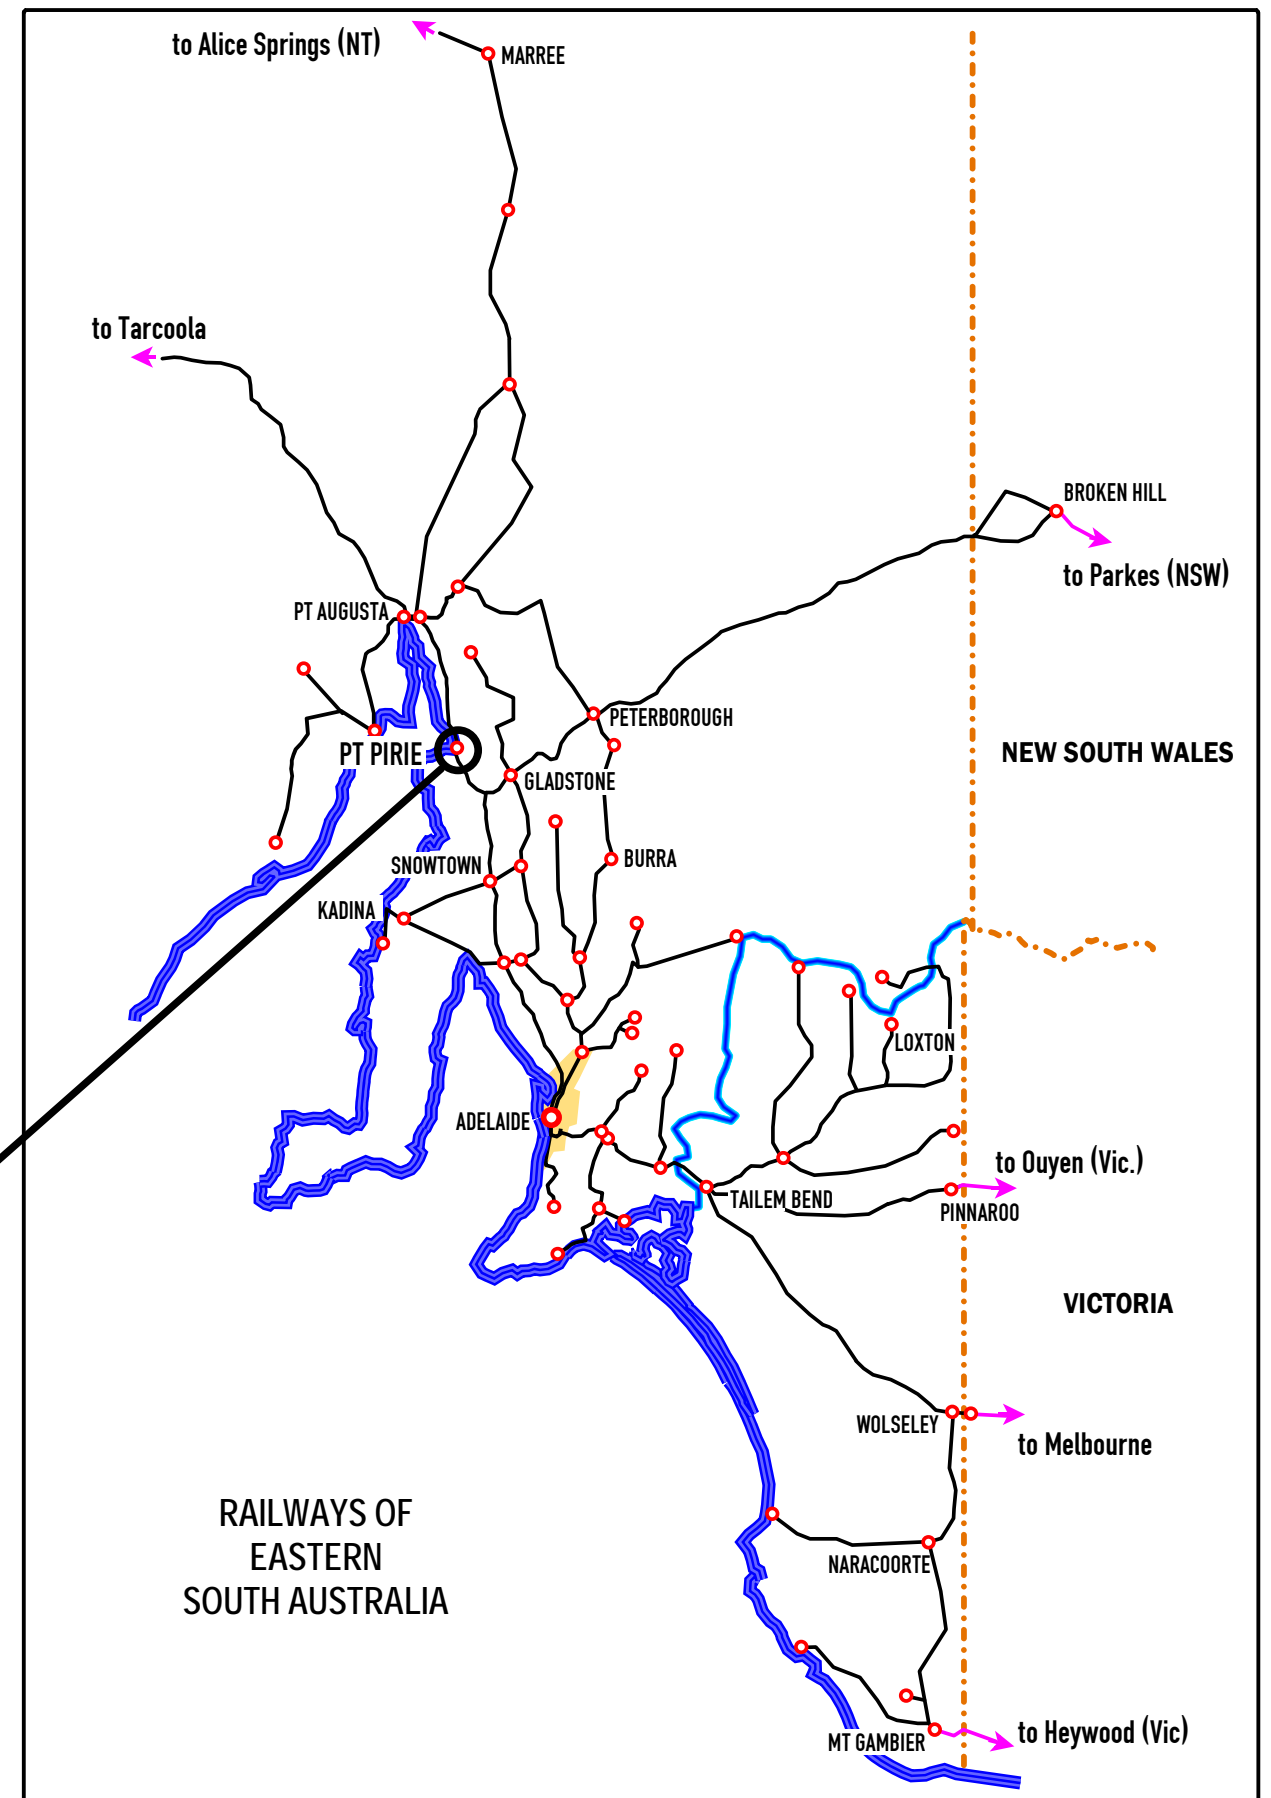 to Alice Springs (NT)
MARREE
to Tarcoola
BROKEN HILL
to Parkes (NSW)
PT AUGUSTA
PETERBOROUGH
PT PIRIE
NEW SOUTH WALES
GLADSTONE
SNOWTOWN
BURRA
KADINA
LOXTON
ADELAIDE
to Ouyen (Vic.)
TAILEM BEND
PINNAROO
VICTORIA
WOLSELEY
to Melbourne
RAILWAYS OF
EASTERN
SOUTH AUSTRALIA
NARACOORTE
MT GAMBIER
to Heywood (Vic)